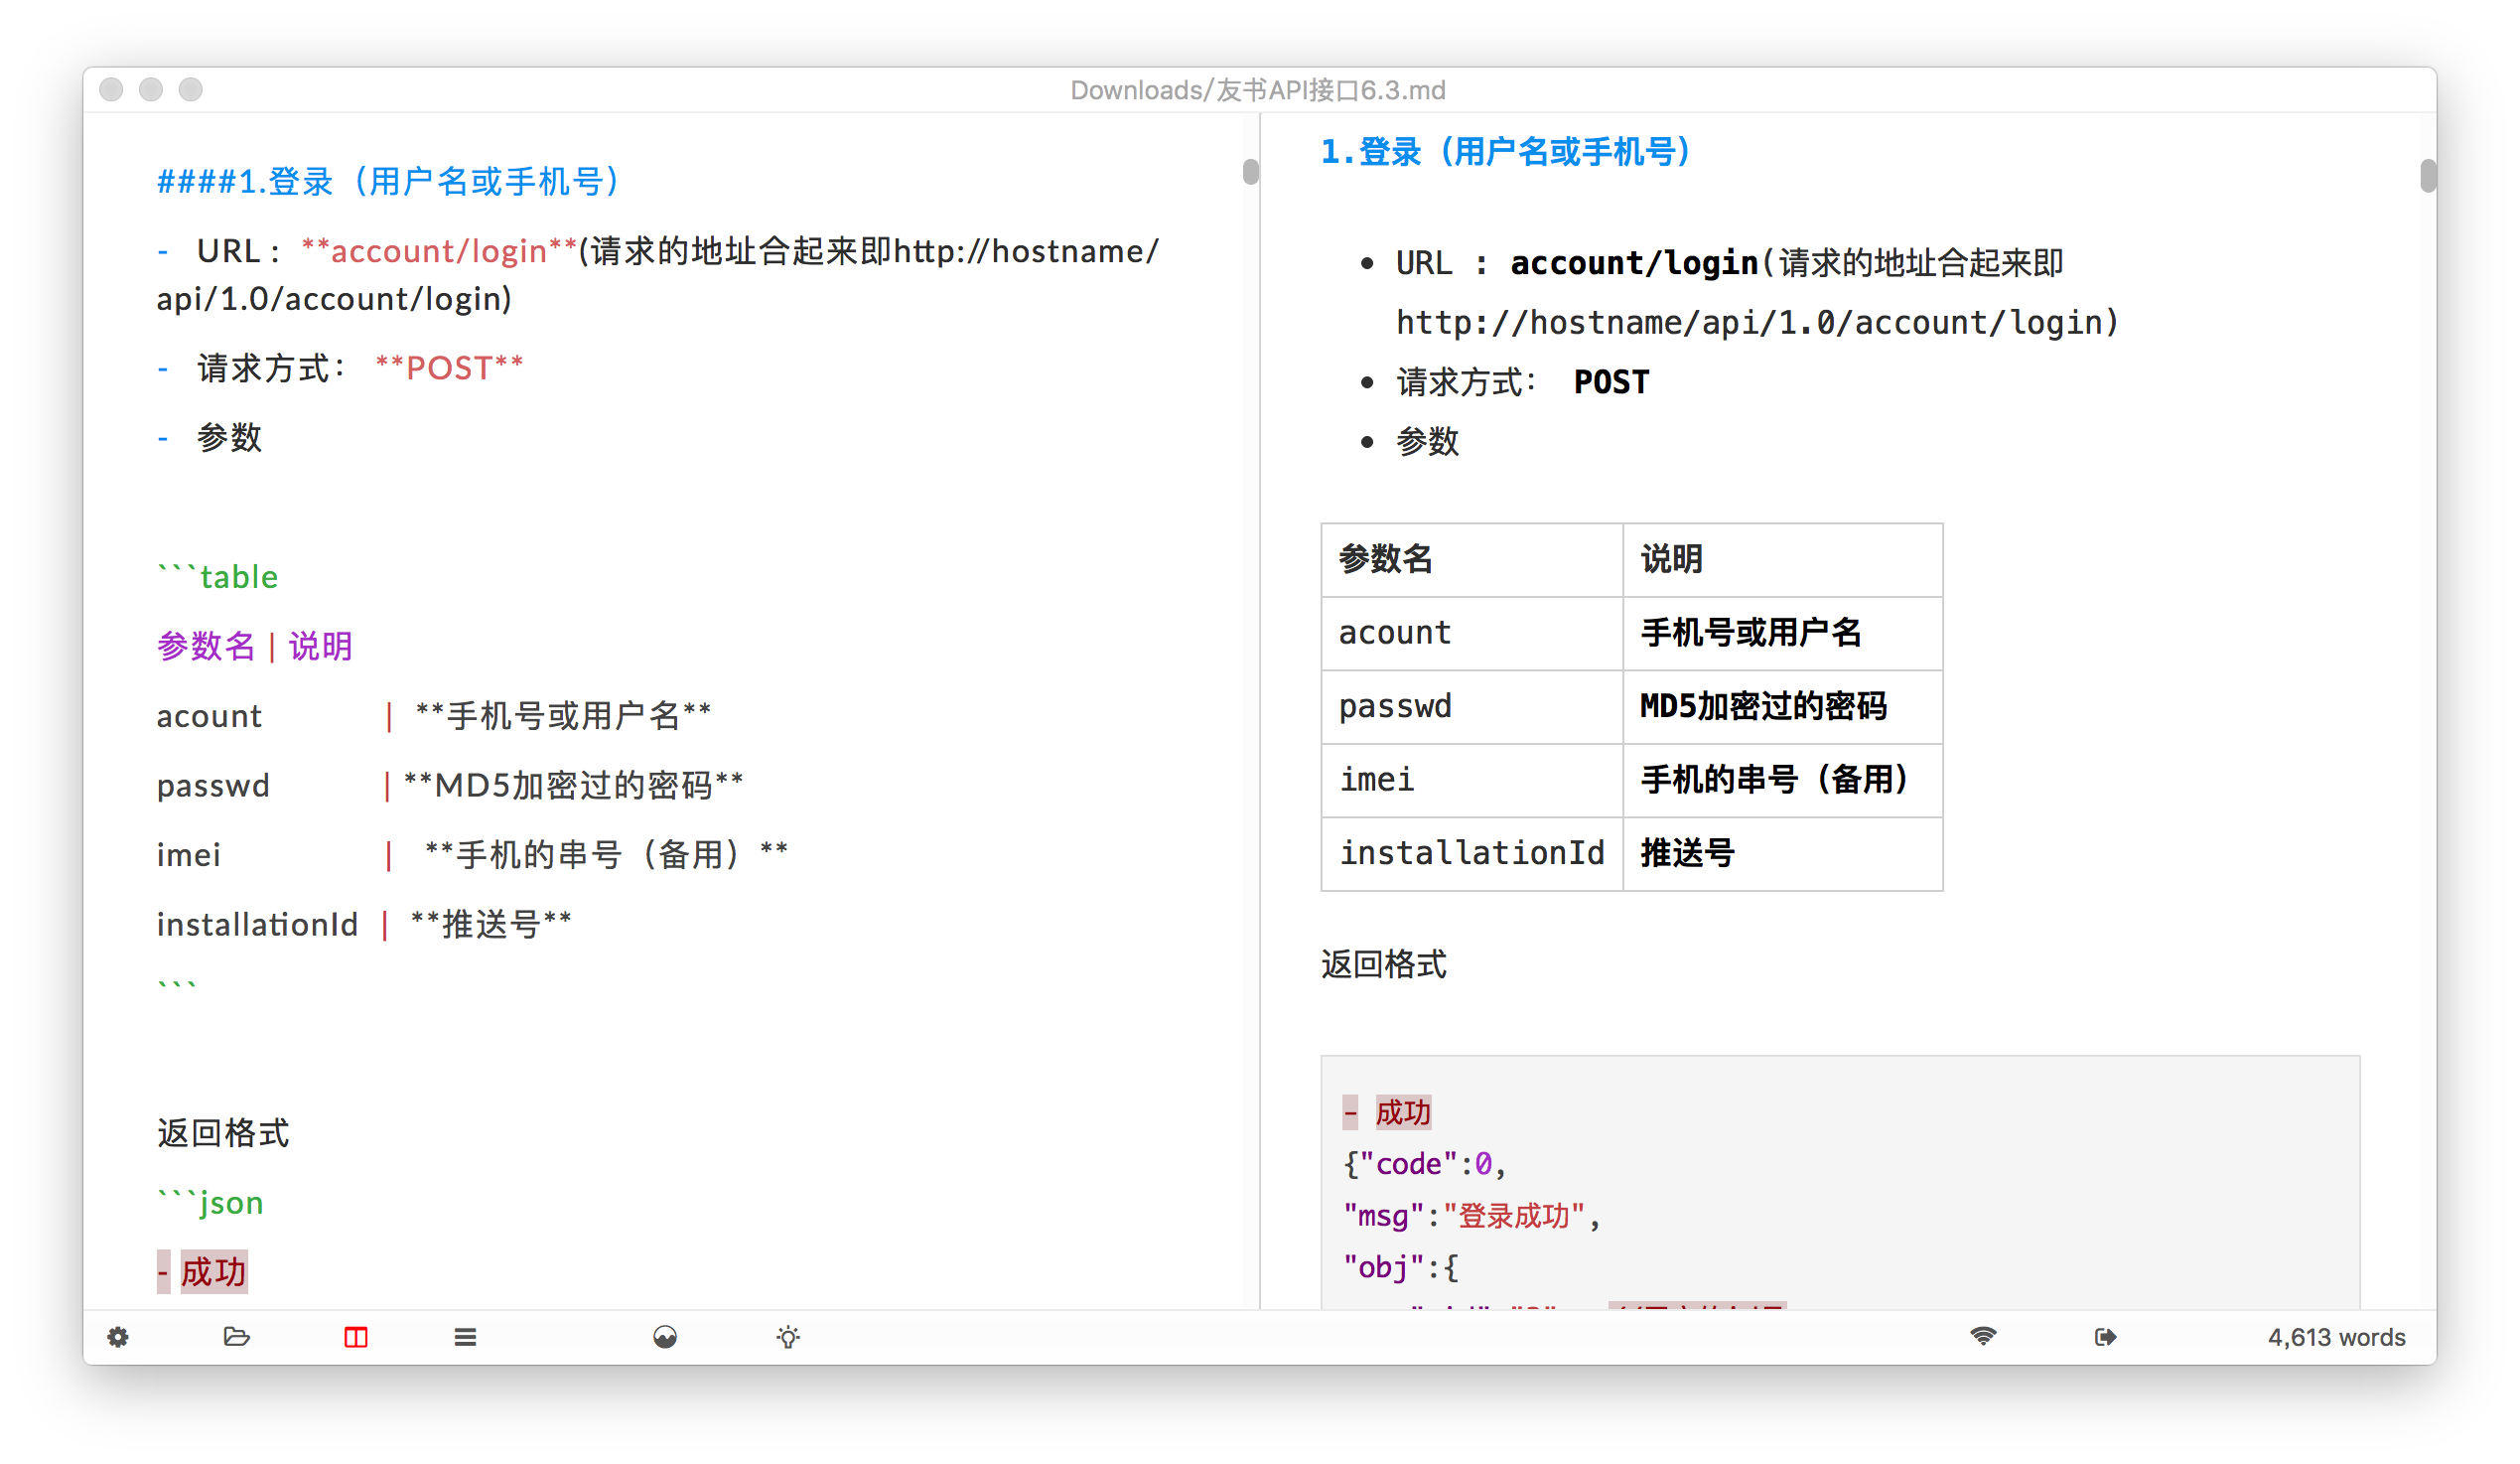 Downloads/友书API接口6.3.md
####1.登录（用户名或手机号）
- URL : **account/login**(请求的地址合起来即http://hostname/
api/1.0/account/login)
- 请求方式： **POST**
- 参数
```table
参数名 | 说明
acount | **手机号或用户名**
passwd | **MD5加密过的密码**
imei | **手机的串号（备用）**
installationId | **推送号**
```
返回格式
```json
- 成功
1.登录（用户名或手机号）
• URL : account/login(请求的地址合起来即
http://hostname/api/1.0/account/login)
• 请求方式： POST
• 参数
参数名 说明
acount 手机号或用户名
passwd MD5加密过的密码
imei 手机的串号（备用）
installationId 推送号
返回格式
- 成功
{"code":0,
"msg":"登录成功",
"obj":{
4,613 words